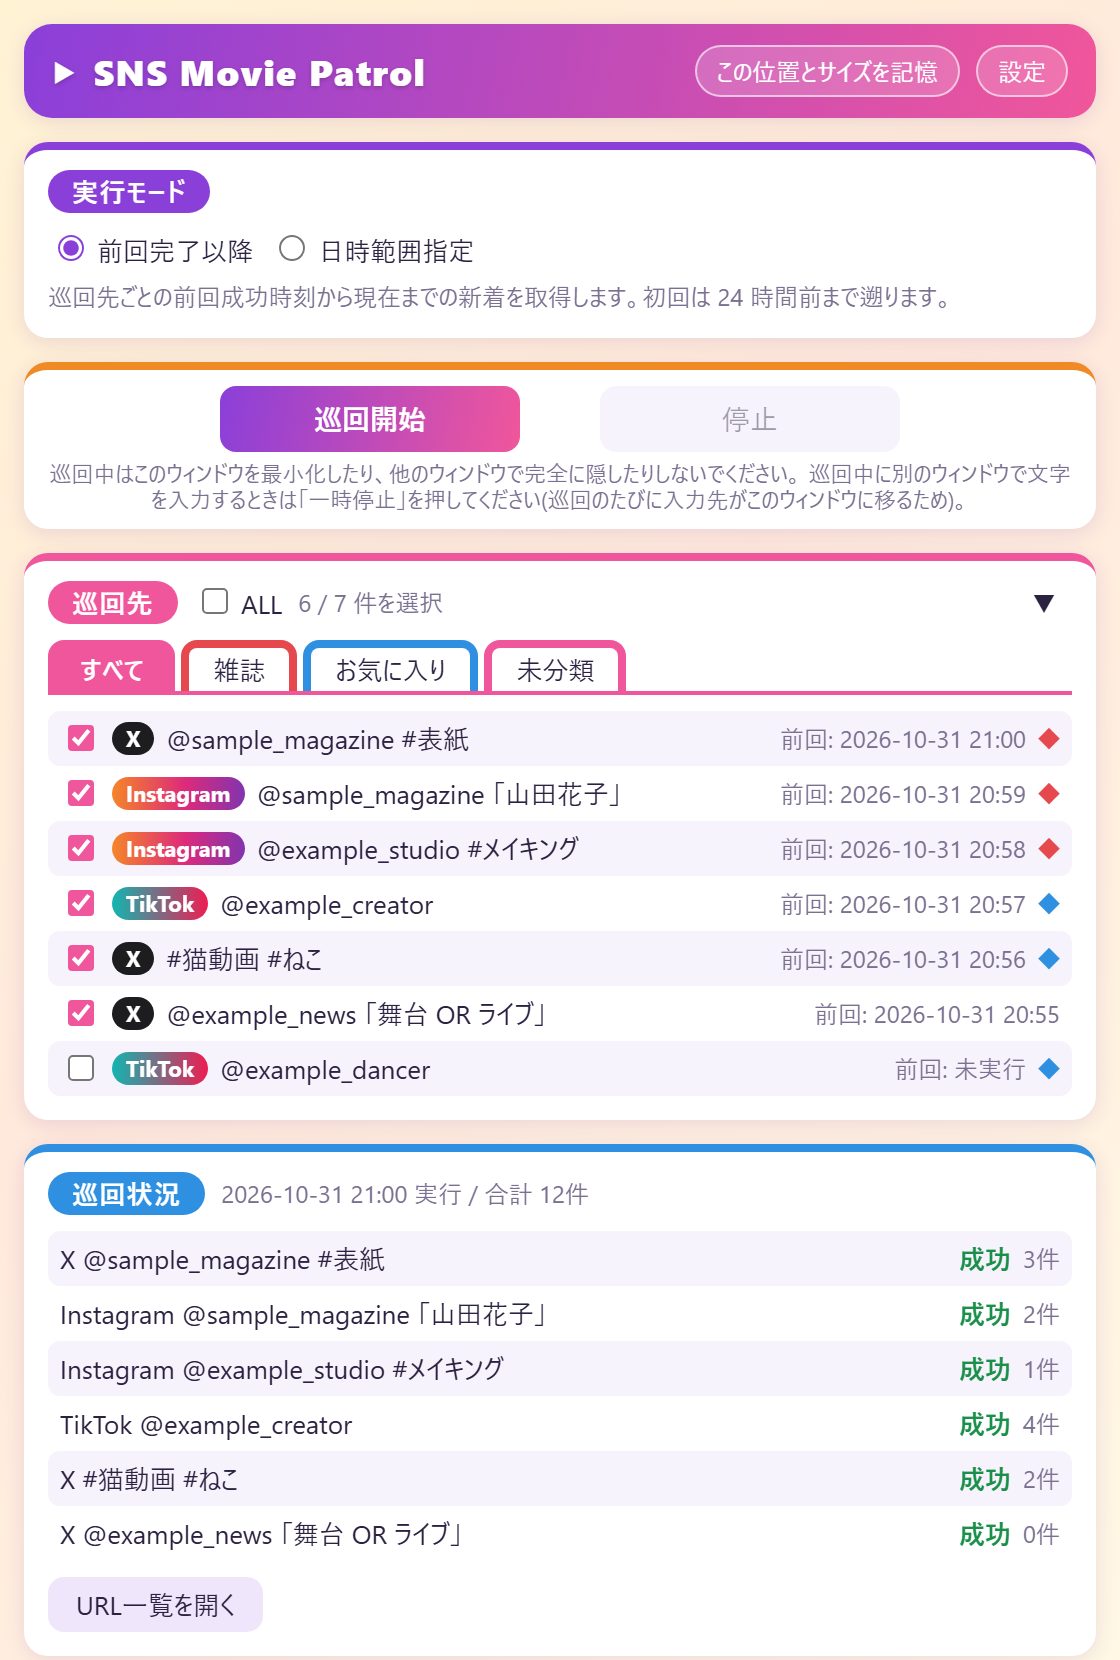 ▶ SNS Movie Patrol この位置とサイズを記憶 設定
実行モード
前回完了以降 日時範囲指定
巡回先ごとの前回成功時刻から現在までの新着を取得します。初回は 24 時間前まで遡ります。
巡回開始 停止
巡回中はこのウィンドウを最小化したり、他のウィンドウで完全に隠したりしないでください。 巡回中に別のウィンドウで文字
を入力するときは「一時停止」を押してください(巡回のたびに入力先がこのウィンドウに移るため)。
巡回先 ALL 6 / 7 件を選択 ▼
すべて 雑誌 お気に入り 未分類
X @sample_magazine #表紙 前回: 2026-10-31 21:00 ◆
Instagram @sample_magazine「山田花子」 前回: 2026-10-31 20:59 ◆
Instagram @example_studio #メイキング 前回: 2026-10-31 20:58 ◆
TikTok @example_creator 前回: 2026-10-31 20:57 ◆
X #猫動画 #ねこ 前回: 2026-10-31 20:56 ◆
X @example_news「舞台 OR ライブ」 前回: 2026-10-31 20:55
TikTok @example_dancer 前回: 未実行 ◆
巡回状況 2026-10-31 21:00 実行 / 合計 12件
X @sample_magazine #表紙 成功 3件
Instagram @sample_magazine「山田花子」 成功 2件
Instagram @example_studio #メイキング 成功 1件
TikTok @example_creator 成功 4件
X #猫動画 #ねこ 成功 2件
X @example_news「舞台 OR ライブ」 成功 0件
URL一覧を開く